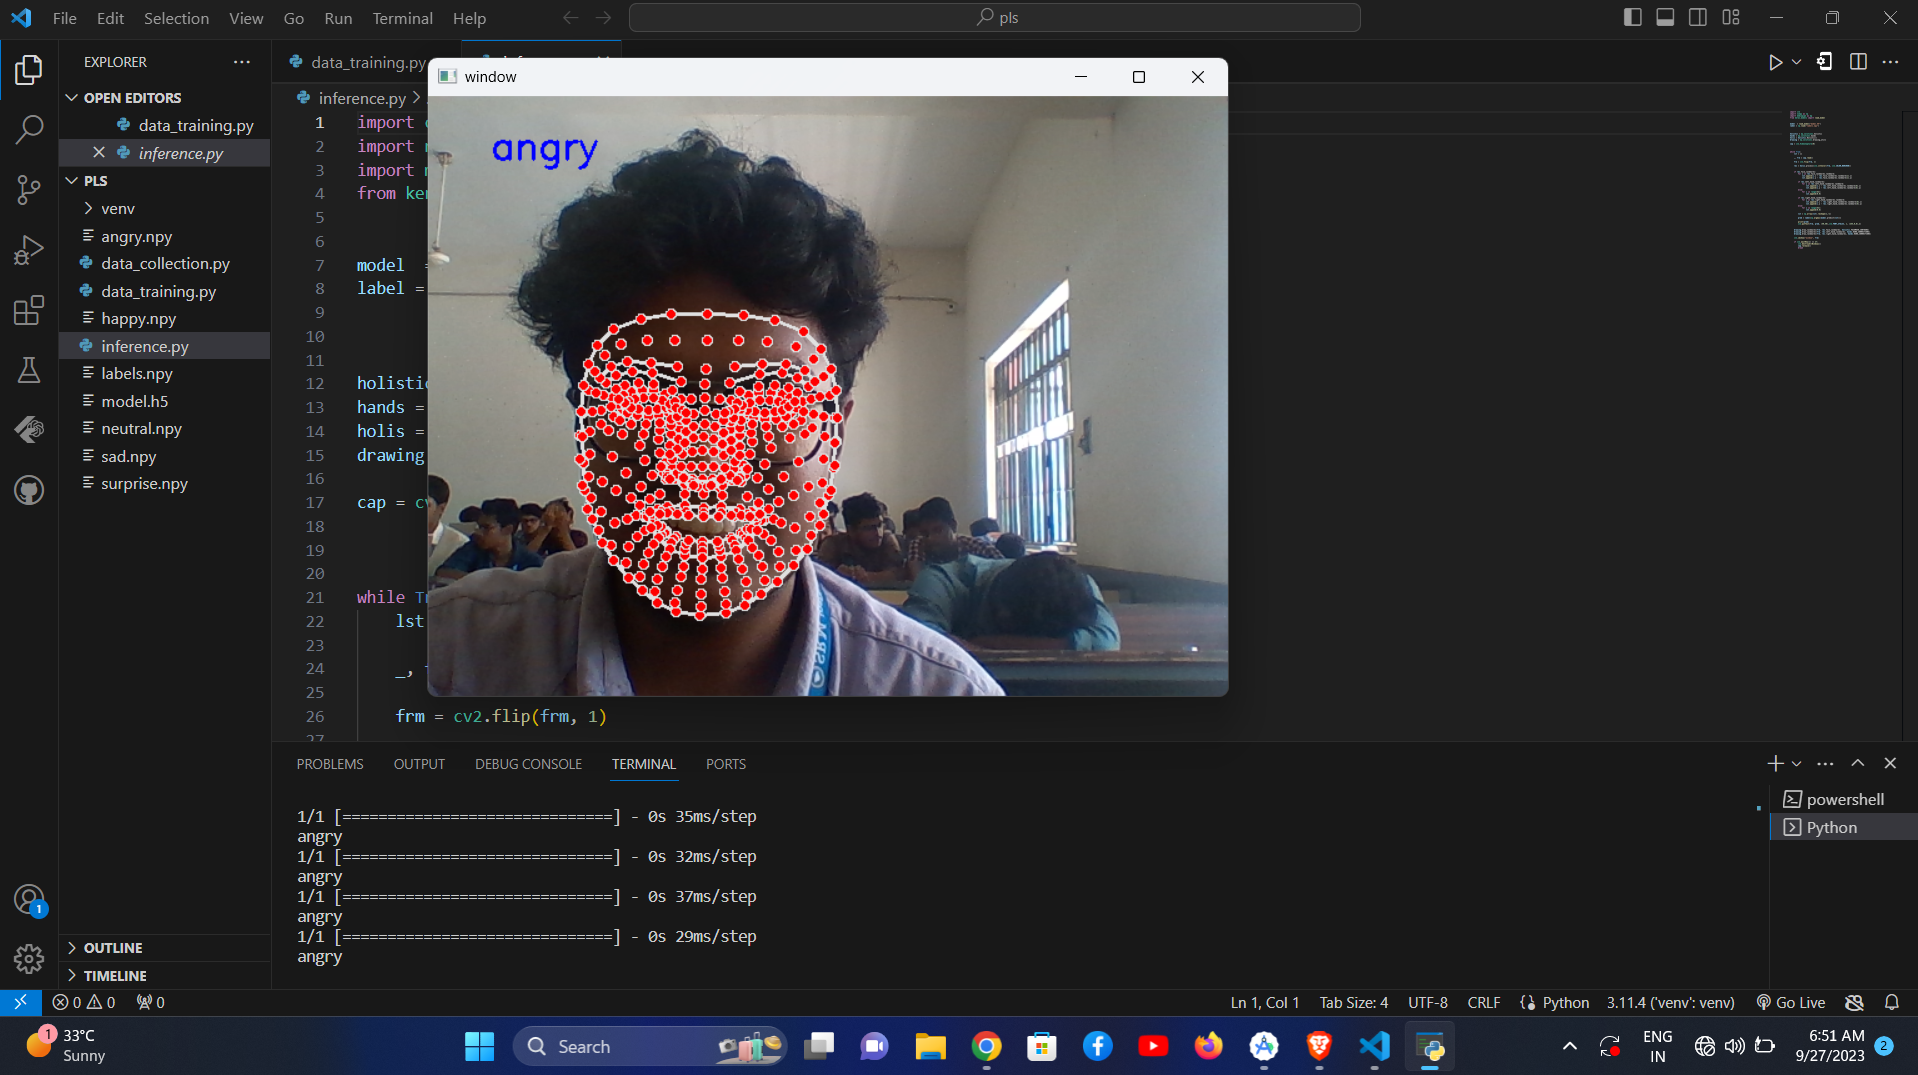 File Edit Selection View Go Run Terminal Help
pls
EXPLORER
OPEN EDITORS
data_training.py
inference.py
PLS
venv
angry.npy
data_collection.py
data_training.py
happy.npy
inference.py
labels.npy
model.h5
neutral.npy
sad.npy
surprise.npy
OUTLINE
TIMELINE
data_training.py
inference.py >
window
angry
1 import
2 import
3 import
4 from
5
6
7 model =
8 label =
9
10
11
12 holistic
13 hands =
14 holis =
15 drawing
16
17 cap =
18
19
20
21 while
22 lst
23
24 _,
25
26 frm = cv2.flip(frm, 1)
27
PROBLEMS OUTPUT DEBUG CONSOLE TERMINAL PORTS
1/1 [==============================] - 0s 35ms/step
angry
1/1 [==============================] - 0s 32ms/step
angry
1/1 [==============================] - 0s 37ms/step
angry
1/1 [==============================] - 0s 29ms/step
angry
powershell
Python
1
0 0 0
Ln 1, Col 1 Tab Size: 4 UTF-8 CRLF {} Python 3.11.4 ('venv': venv) Go Live
1
33°C
Sunny
Search
ENG
IN
6:51 AM
9/27/2023
2